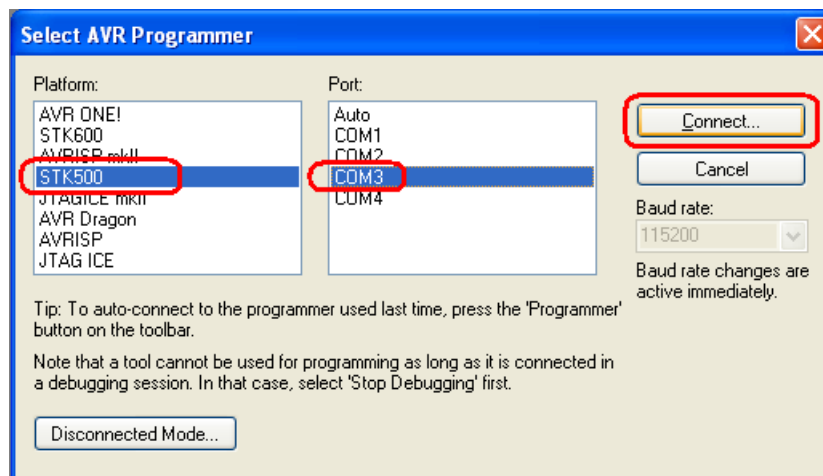 Select AVR Programmer
Platform:
AVR ONE!
STK600
AVRISP mkII
STK500
JTAGICE mkII
AVR Dragon
AVRISP
JTAG ICE
Port:
Auto
COM1
COM2
COM3
COM4
Connect...
Cancel
Baud rate:
115200
Baud rate changes are
active immediately.
Tip: To auto-connect to the programmer used last time, press the 'Programmer'
button on the toolbar.
Note that a tool cannot be used for programming as long as it is connected in
a debugging session. In that case, select 'Stop Debugging' first.
Disconnected Mode...